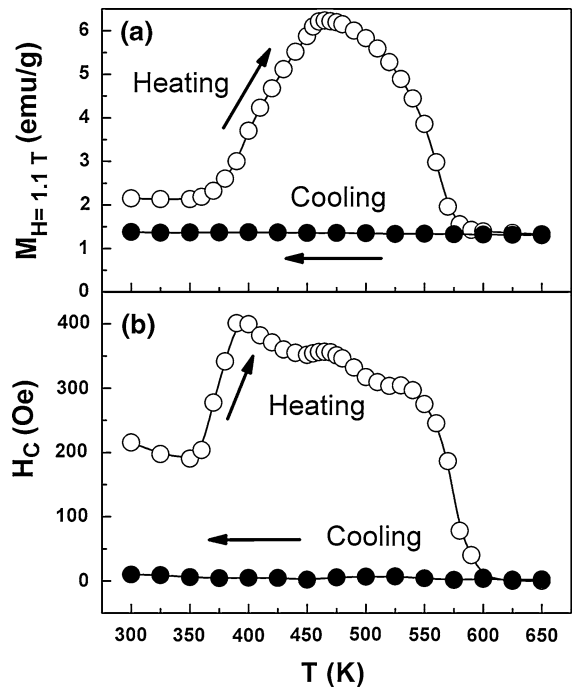 (a)
Heating
Cooling
M_H= 1.1 T (emu/g)
6
5
4
3
2
1
0
(b)
Heating
Cooling
H_C (Oe)
400
300
200
100
0
300 350 400 450 500 550 600 650
T (K)